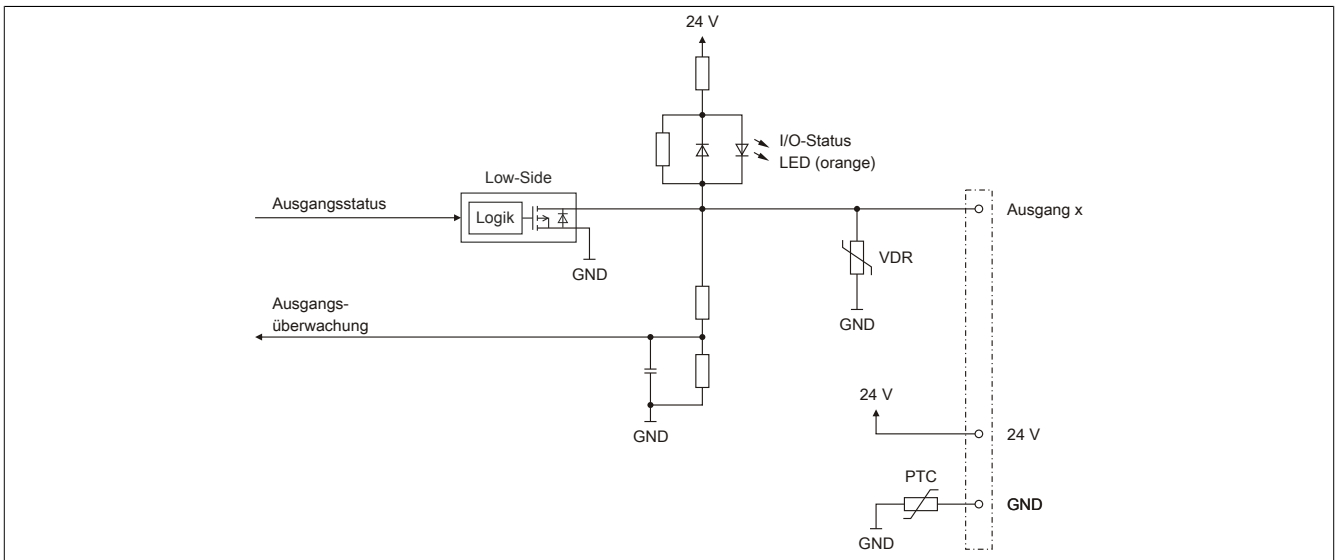 24 V
I/O-Status
LED (orange)
Low-Side
Ausgangsstatus
Logik
Ausgang x
GND
VDR
Ausgangs-
überwachung
GND
24 V
GND
24 V
PTC
GND
GND